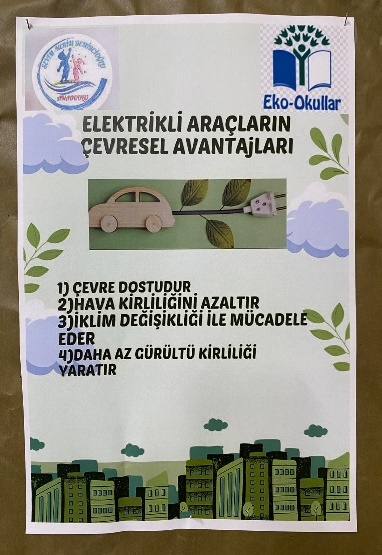 Eko-Okullar
ELEKTRİKLİ ARAÇLARIN
ÇEVRESEL AVANTAjLARI
1) ÇEVRE DOSTUDUR
2)HAVA KİRLİLİĞİNİ AZALTIR
3)İKLİM DEĞİŞİKLİĞİ İLE MÜCADELE
EDER
4)DAHA AZ GÜRÜLTÜ KİRLİLİĞİ
YARATIR